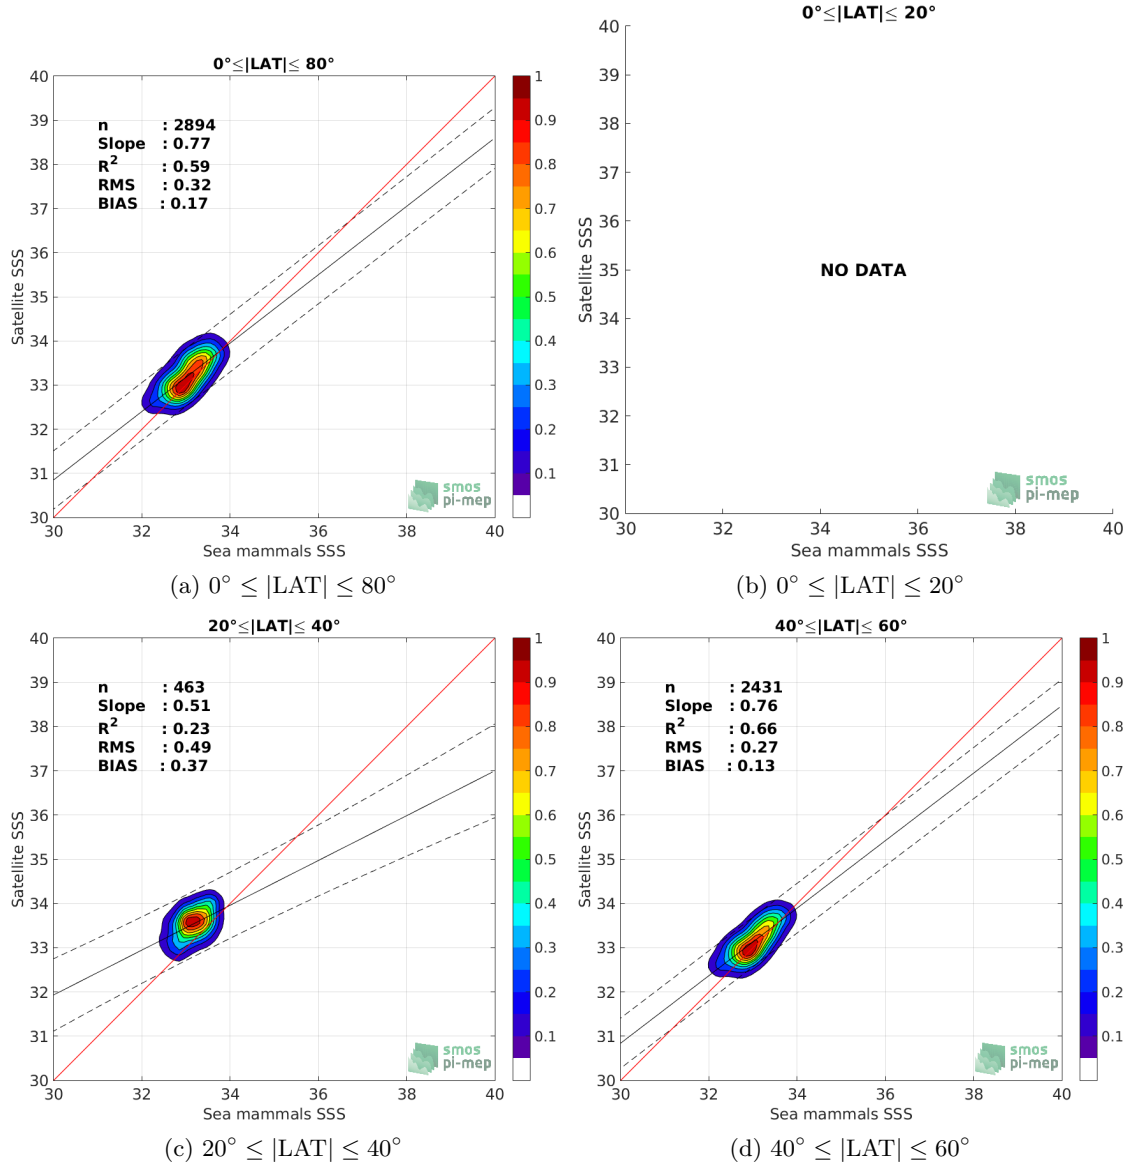 0°≤|LAT|≤ 80°
40
39
38
37
36
35
34
33
32
31
30
Satellite SSS
n : 2894
Slope : 0.77
R² : 0.59
RMS : 0.32
BIAS : 0.17
smos
pi-mep
30 32 34 36 38 40
Sea mammals SSS
1
0.9
0.8
0.7
0.6
0.5
0.4
0.3
0.2
0.1
(a) 0° ≤ |LAT| ≤ 80°
0°≤|LAT|≤ 20°
40
39
38
37
36
35
34
33
32
31
30
Satellite SSS
NO DATA
smos
pi-mep
30 32 34 36 38 40
Sea mammals SSS
(b) 0° ≤ |LAT| ≤ 20°
20°≤|LAT|≤ 40°
40
39
38
37
36
35
34
33
32
31
30
Satellite SSS
n : 463
Slope : 0.51
R² : 0.23
RMS : 0.49
BIAS : 0.37
smos
pi-mep
30 32 34 36 38 40
Sea mammals SSS
1
0.9
0.8
0.7
0.6
0.5
0.4
0.3
0.2
0.1
(c) 20° ≤ |LAT| ≤ 40°
40°≤|LAT|≤ 60°
40
39
38
37
36
35
34
33
32
31
30
Satellite SSS
n : 2431
Slope : 0.76
R² : 0.66
RMS : 0.27
BIAS : 0.13
smos
pi-mep
30 32 34 36 38 40
Sea mammals SSS
1
0.9
0.8
0.7
0.6
0.5
0.4
0.3
0.2
0.1
(d) 40° ≤ |LAT| ≤ 60°